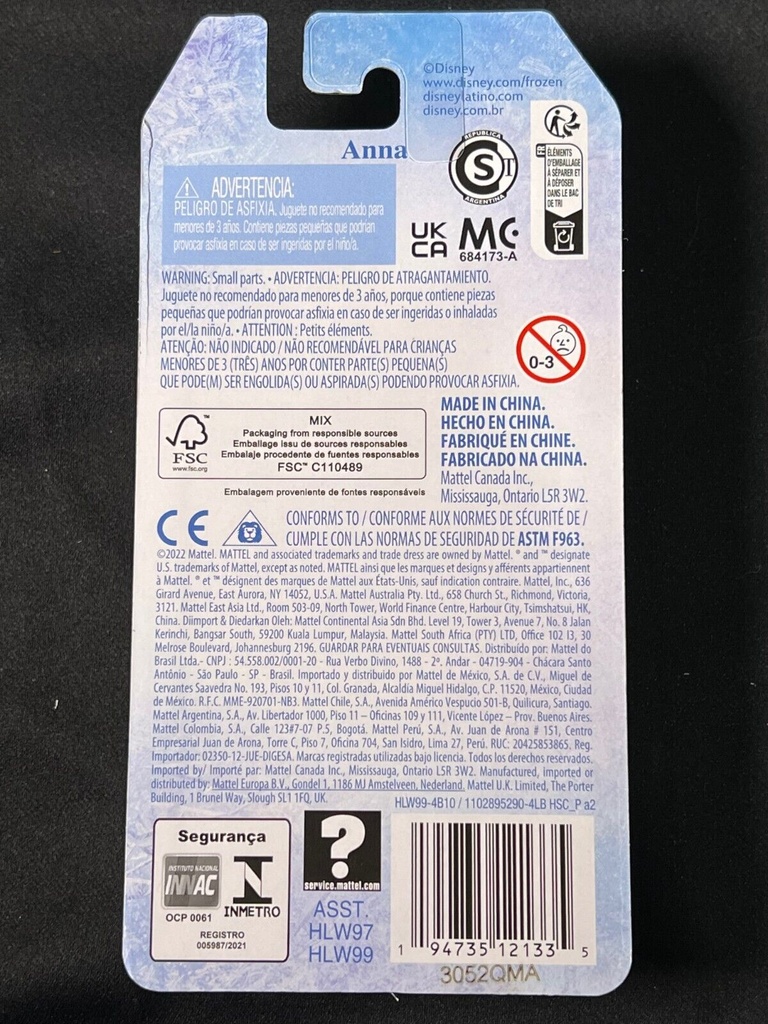 ©Disney
www.disney.com/frozen
disneylatino.com
disney.com.br
Anna
REPUBLICA
S
ARGENTINA
FR
ÉLÉMENTS
D'EMBALLAGE
À SÉPARER ET
À DÉPOSER
DANS LE BAC
DE TRI
ADVERTENCIA:
PELIGRO DE ASFIXIA. Juguete no recomendado para
menores de 3 años. Contiene piezas pequeñas que podrían
provocar asfixia en caso de ser ingeridas por el niño/a.
UK
CA
MC
684173-A
WARNING: Small parts. • ADVERTENCIA: PELIGRO DE ATRAGANTAMIENTO.
Juguete no recomendado para menores de 3 años, porque contiene piezas
pequeñas que podrían provocar asfixia en caso de ser ingeridas o inhaladas
por el/la niño/a. • ATTENTION : Petits éléments.
ATENÇÃO: NÃO INDICADO / NÃO RECOMENDÁVEL PARA CRIANÇAS
MENORES DE 3 (TRÊS) ANOS POR CONTER PARTE(S) PEQUENA(S)
QUE PODE(M) SER ENGOLIDA(S) OU ASPIRADA(S) PODENDO PROVOCAR ASFIXIA.
0-3
FSC
www.fsc.org
MIX
Packaging from responsible sources
Emballage issu de sources responsables
Embalaje procedente de fuentes responsables
FSC™ C110489
Embalagem proveniente de fontes responsáveis
MADE IN CHINA.
HECHO EN CHINA.
FABRIQUÉ EN CHINE.
FABRICADO NA CHINA.
Mattel Canada Inc.,
Mississauga, Ontario L5R 3W2.
CE
CONFORMS TO / CONFORME AUX NORMES DE SÉCURITÉ DE /
CUMPLE CON LAS NORMAS DE SEGURIDAD DE ASTM F963.
©2022 Mattel. MATTEL and associated trademarks and trade dress are owned by Mattel. ® and ™ designate
U.S. trademarks of Mattel, except as noted. MATTEL ainsi que les marques et designs y afférents appartiennent
à Mattel. ® et ™ désignent des marques de Mattel aux États-Unis, sauf indication contraire. Mattel, Inc., 636
Girard Avenue, East Aurora, NY 14052, U.S.A. Mattel Australia Pty. Ltd., 658 Church St., Richmond, Victoria,
3121. Mattel East Asia Ltd., Room 503-09, North Tower, World Finance Centre, Harbour City, Tsimshatsui, HK,
China. Diimport & Diedarkan Oleh: Mattel Continental Asia Sdn Bhd. Level 19, Tower 3, Avenue 7, No. 8 Jalan
Kerinchi, Bangsar South, 59200 Kuala Lumpur, Malaysia. Mattel South Africa (PTY) LTD, Office 102 I3, 30
Melrose Boulevard, Johannesburg 2196. GUARDAR PARA EVENTUAIS CONSULTAS. Distribuído por: Mattel do
Brasil Ltda.- CNPJ : 54.558.002/0001-20 - Rua Verbo Divino, 1488 - 2º. Andar - 04719-904 - Chácara Santo
Antônio - São Paulo - SP - Brasil. Importado y distribuido por Mattel de México, S.A. de C.V., Miguel de
Cervantes Saavedra No. 193, Pisos 10 y 11, Col. Granada, Alcaldía Miguel Hidalgo, C.P. 11520, México, Ciudad
de México. R.F.C. MME-920701-NB3. Mattel Chile, S.A., Avenida Américo Vespucio 501-B, Quilicura, Santiago.
Mattel Argentina, S.A., Av. Libertador 1000, Piso 11 – Oficinas 109 y 111, Vicente López – Prov. Buenos Aires.
Mattel Colombia, S.A., Calle 123#7-07 P.5, Bogotá. Mattel Perú, S.A., Av. Juan de Arona # 151, Centro
Empresarial Juan de Arona, Torre C, Piso 7, Oficina 704, San Isidro, Lima 27, Perú. RUC: 20425853865. Reg.
Importador: 02350-12-JUE-DIGESA. Marcas registradas utilizadas bajo licencia. Todos los derechos reservados.
Imported by/ Importé par: Mattel Canada Inc., Mississauga, Ontario L5R 3W2. Manufactured, imported or
distributed by: Mattel Europa B.V., Gondel 1, 1186 MJ Amstelveen, Nederland. Mattel U.K. Limited, The Porter
Building, 1 Brunel Way, Slough SL1 1FQ, UK.
HLW99-4B10 / 1102895290-4LB HSC_P a2
Segurança
INSTITUTO NACIONAL
INNAC
OCP 0061
INMETRO
REGISTRO
005987/2021
?
service.mattel.com
ASST.
HLW97
HLW99
1 94735 12133 5
3052QMA